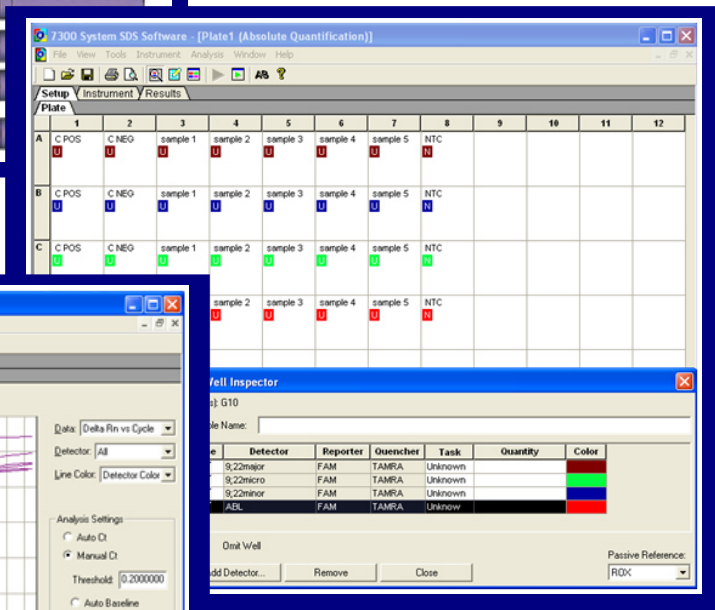 7300 System SDS Software - [Plate1 (Absolute Quantification)]
File View Tools Instrument Analysis Window Help
Setup Instrument Results
Plate
1 2 3 4 5 6 7 8 9 10 11 12
A C POS C NEG sample 1 sample 2 sample 3 sample 4 sample 5 NTC
U U U U U U U N
B C POS C NEG sample 1 sample 2 sample 3 sample 4 sample 5 NTC
U U U U U U U N
C C POS C NEG sample 1 sample 2 sample 3 sample 4 sample 5 NTC
U U U U U U U N
sample 2 sample 3 sample 4 sample 5 NTC
U U U U N
Data: Delta Rn vs Cycle
Detector: All
Line Color: Detector Color
Analysis Settings
Auto Ct
Manual Ct
Threshold: 0.2000000
Auto Baseline
Well Inspector
G10
Name:
Detector Reporter Quencher Task Quantity Color
9;22major FAM TAMRA Unknown
9;22micro FAM TAMRA Unknown
9;22minor FAM TAMRA Unknown
ABL FAM TAMRA Unknow
Omit Well
Passive Reference:
Add Detector... Remove Close ROX